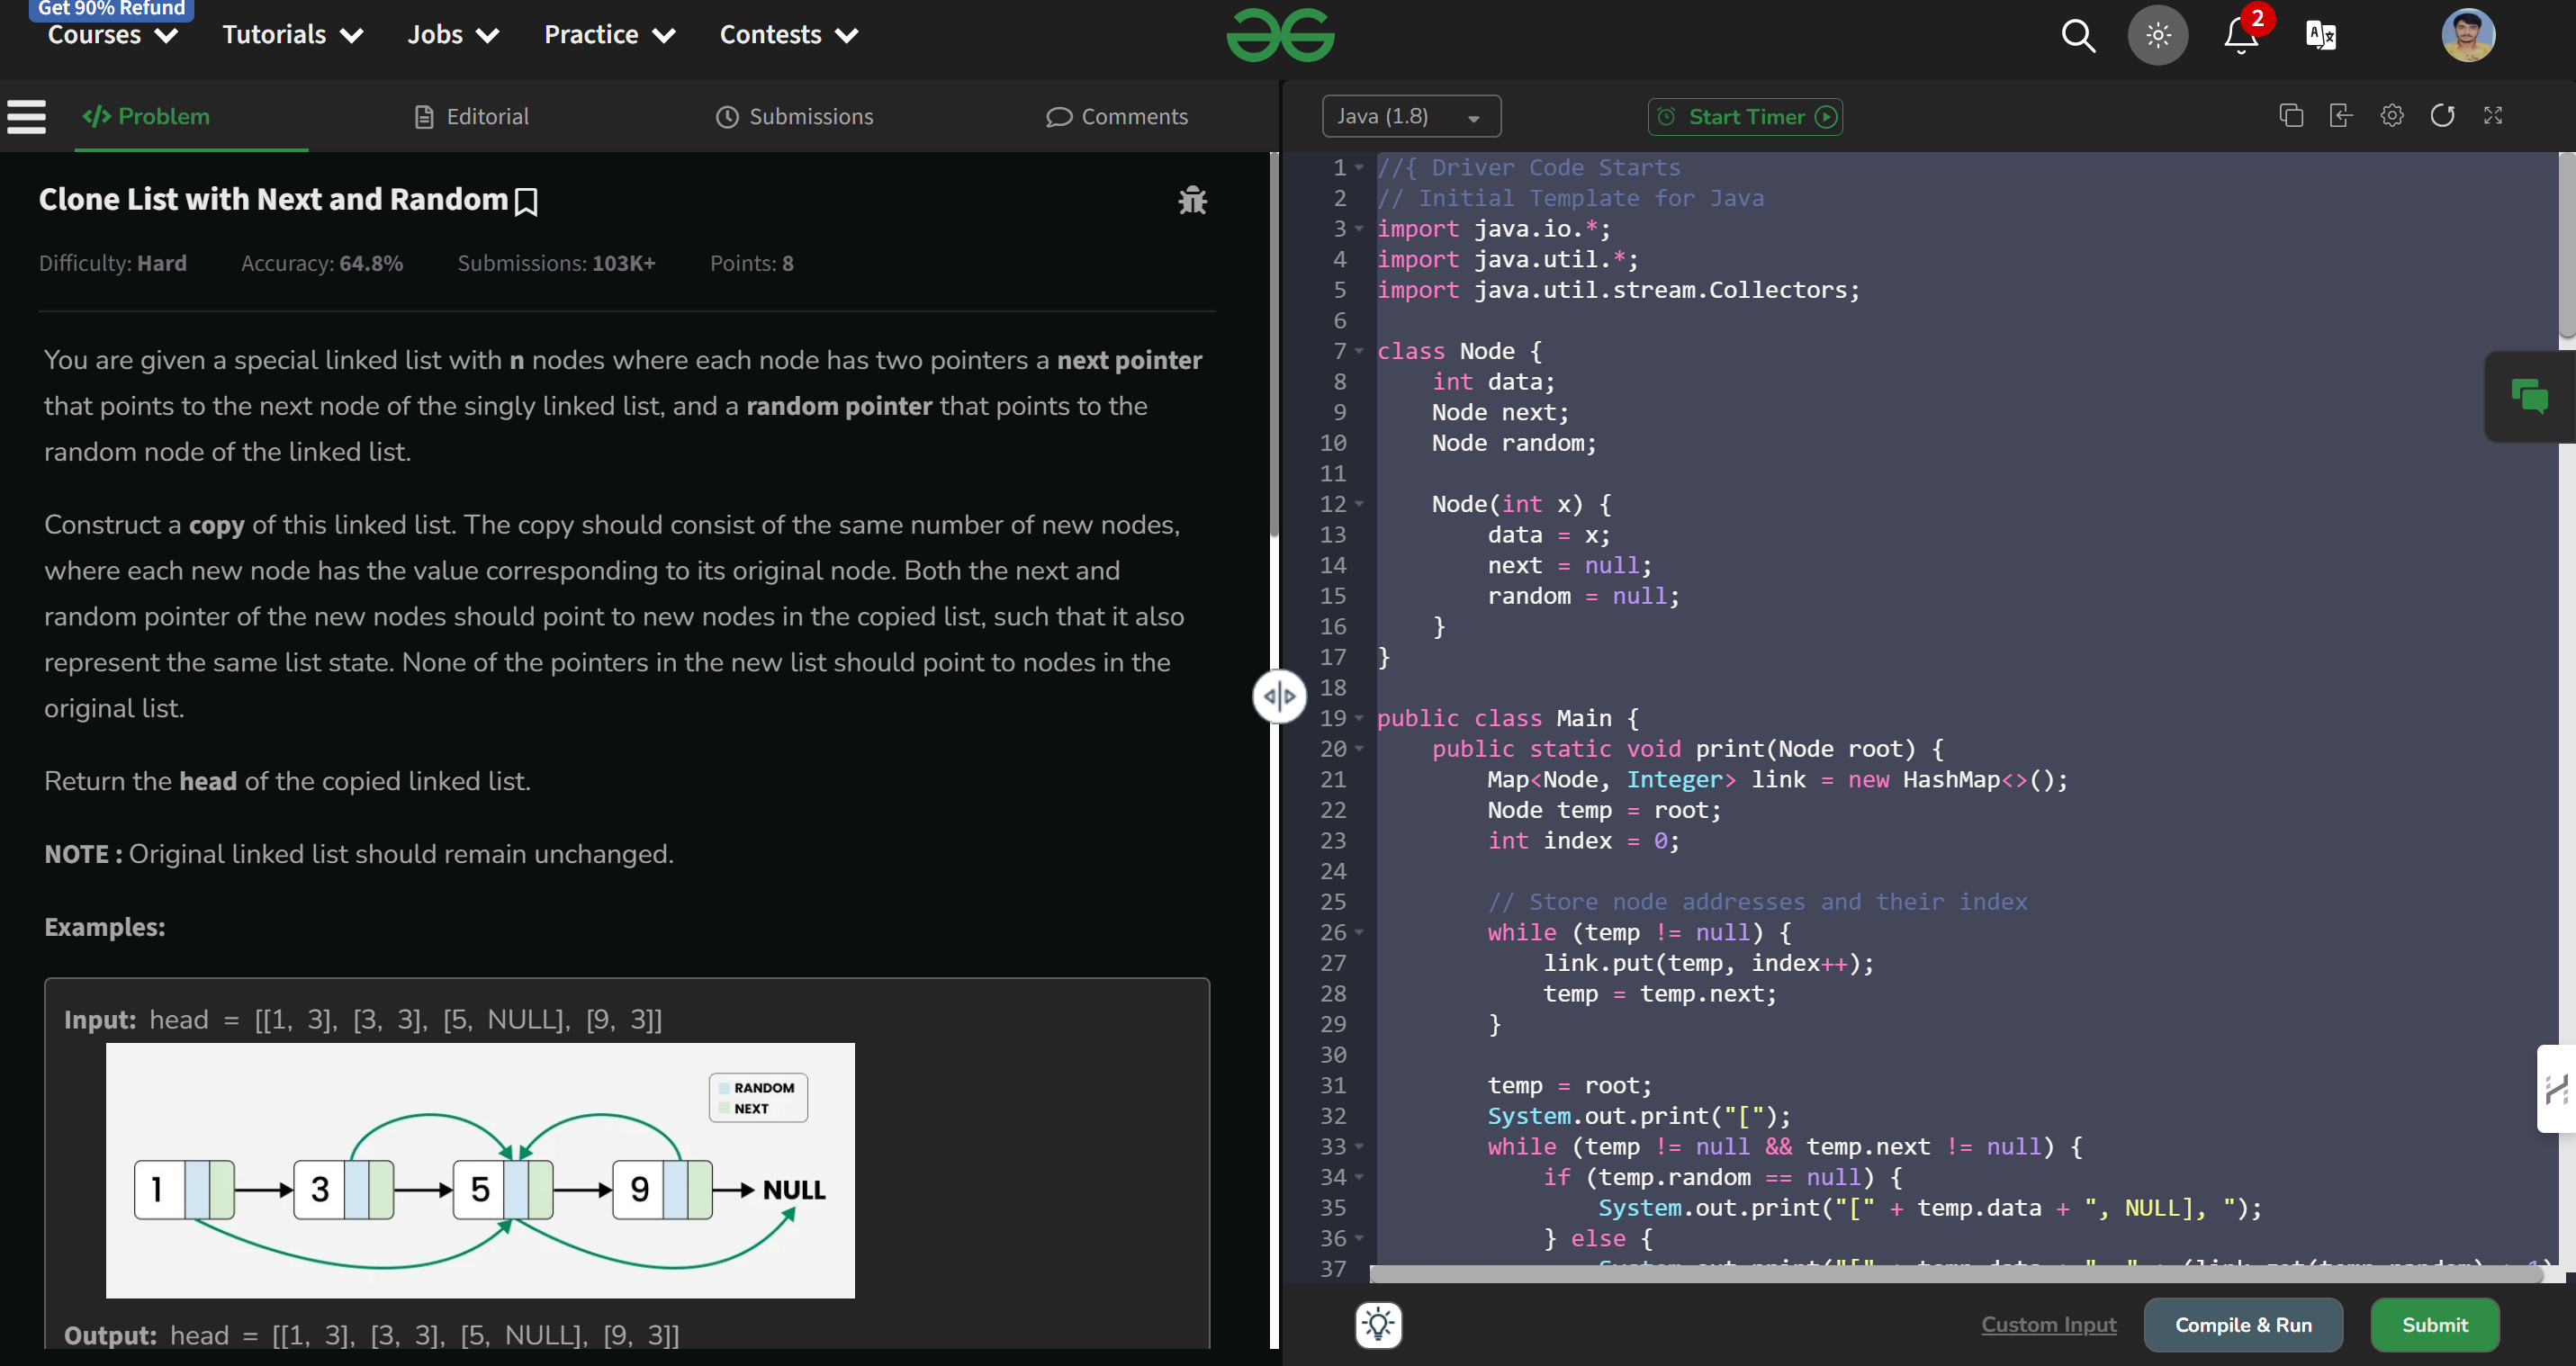 Get 90% Refund
Courses
Tutorials
Jobs
Practice
Contests
2
Problem
Editorial
Submissions
Comments
Java (1.8)
Start Timer
Clone List with Next and Random
Difficulty: Hard
Accuracy: 64.8%
Submissions: 103K+
Points: 8
You are given a special linked list with n nodes where each node has two pointers a next pointer
that points to the next node of the singly linked list, and a random pointer that points to the
random node of the linked list.
Construct a copy of this linked list. The copy should consist of the same number of new nodes,
where each new node has the value corresponding to its original node. Both the next and
random pointer of the new nodes should point to new nodes in the copied list, such that it also
represent the same list state. None of the pointers in the new list should point to nodes in the
original list.
Return the head of the copied linked list.
NOTE : Original linked list should remain unchanged.
Examples:
Input: head = [[1, 3], [3, 3], [5, NULL], [9, 3]]
RANDOM
NEXT
1 3 5 9 NULL
Output: head = [[1, 3], [3, 3], [5, NULL], [9, 3]]
1 //{ Driver Code Starts
2 // Initial Template for Java
3 import java.io.*;
4 import java.util.*;
5 import java.util.stream.Collectors;
6
7 class Node {
8 int data;
9 Node next;
10 Node random;
11
12 Node(int x) {
13 data = x;
14 next = null;
15 random = null;
16 }
17 }
18
19 public class Main {
20 public static void print(Node root) {
21 Map<Node, Integer> link = new HashMap<>();
22 Node temp = root;
23 int index = 0;
24
25 // Store node addresses and their index
26 while (temp != null) {
27 link.put(temp, index++);
28 temp = temp.next;
29 }
30
31 temp = root;
32 System.out.print("[");
33 while (temp != null && temp.next != null) {
34 if (temp.random == null) {
35 System.out.print("[" + temp.data + ", NULL], ");
36 } else {
37
Custom Input
Compile & Run
Submit